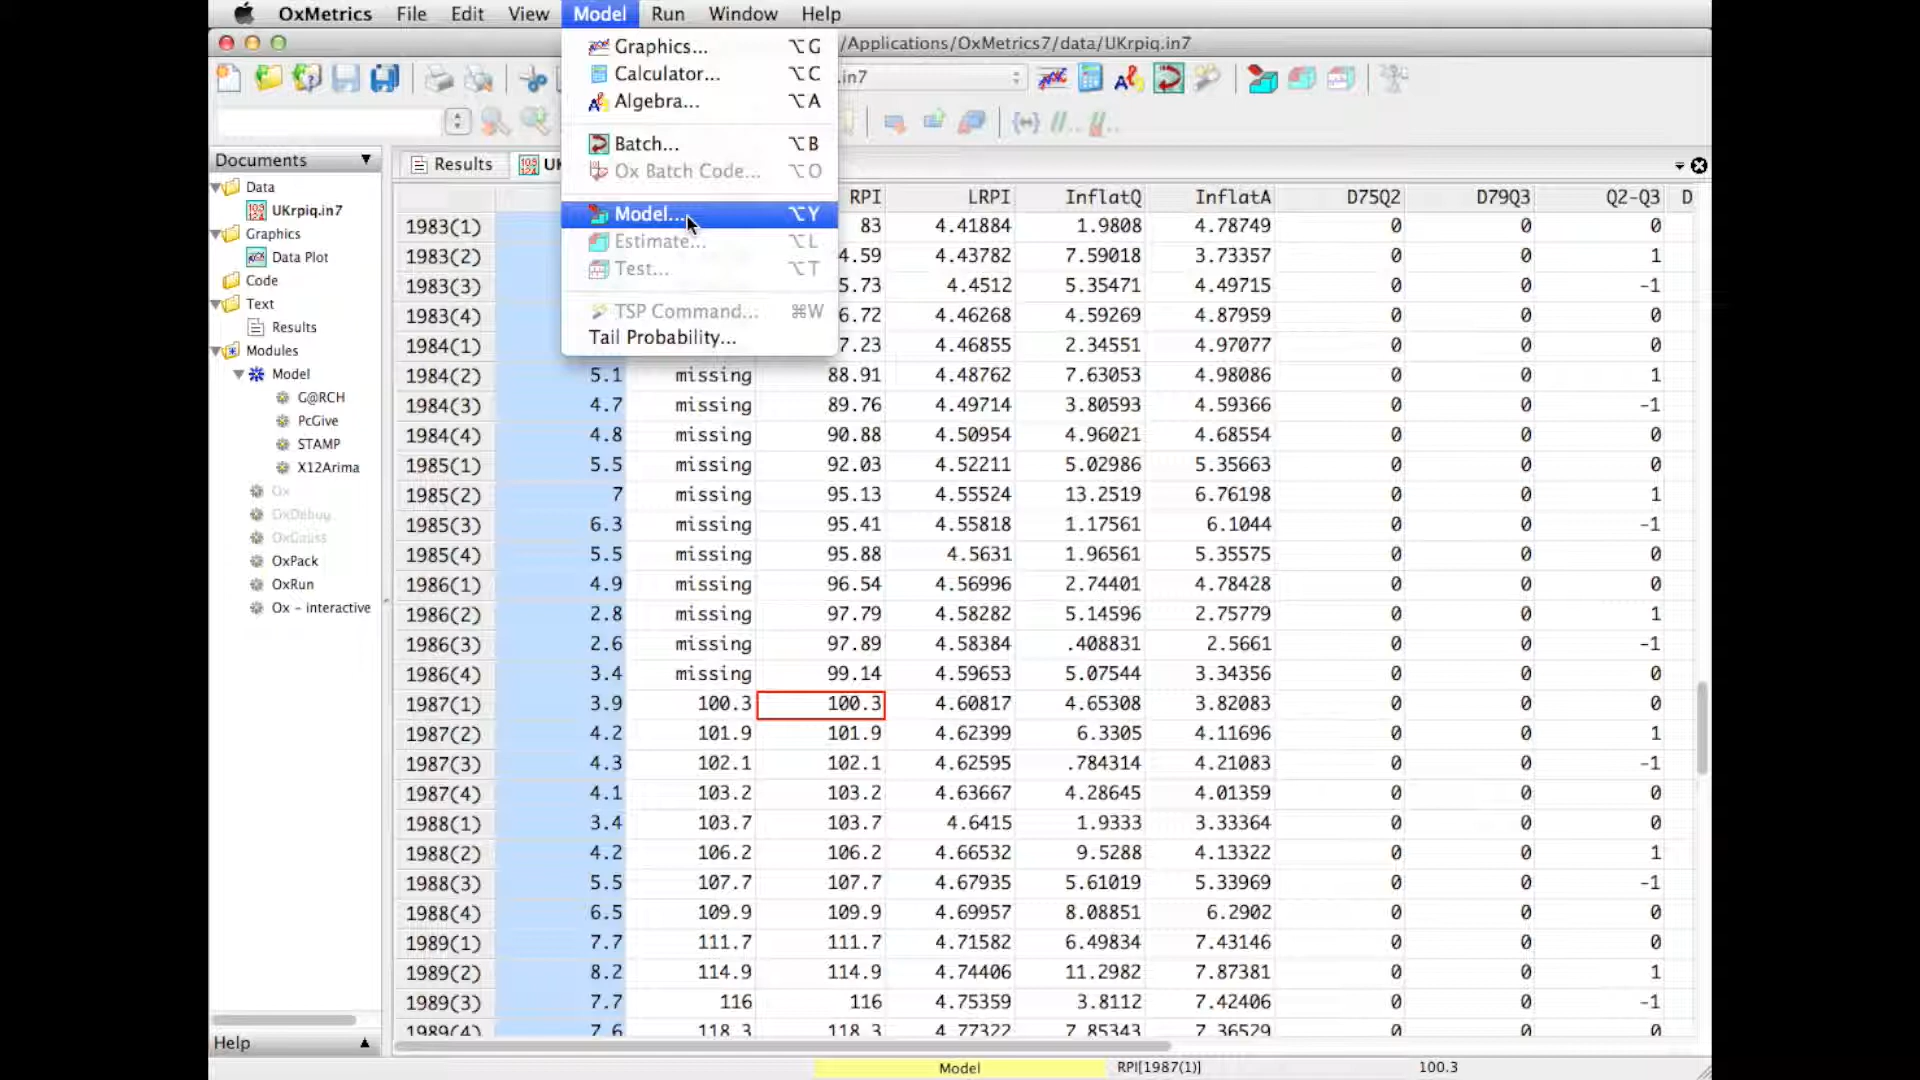 OxMetrics File Edit View Model Run Window Help
/Applications/OxMetrics7/data/UKrpiq.in7
Graphics... ⌥G
Calculator... ⌥C
Algebra... ⌥A
Batch... ⌥B
Ox Batch Code... ⌥O
Model... ⌥Y
Estimate... ⌥L
Test... ⌥T
TSP Command... ⌘W
Tail Probability...
.in7
Documents
Data
UKrpiq.in7
Graphics
Data Plot
Code
Text
Results
Modules
Model
G@RCH
PcGive
STAMP
X12Arima
Ox
OxDebug
OxGauss
OxPack
OxRun
Ox - interactive
Help
Results UK
RPI LRPI InflatQ InflatA D75Q2 D79Q3 Q2-Q3 D
1983(1) 83 4.41884 1.9808 4.78749 0 0 0
1983(2) 4.59 4.43782 7.59018 3.73357 0 0 1
1983(3) 5.73 4.4512 5.35471 4.49715 0 0 -1
1983(4) 6.72 4.46268 4.59269 4.87959 0 0 0
1984(1) 7.23 4.46855 2.34551 4.97077 0 0 0
1984(2) 5.1 missing 88.91 4.48762 7.63053 4.98086 0 0 1
1984(3) 4.7 missing 89.76 4.49714 3.80593 4.59366 0 0 -1
1984(4) 4.8 missing 90.88 4.50954 4.96021 4.68554 0 0 0
1985(1) 5.5 missing 92.03 4.52211 5.02986 5.35663 0 0 0
1985(2) 7 missing 95.13 4.55524 13.2519 6.76198 0 0 1
1985(3) 6.3 missing 95.41 4.55818 1.17561 6.1044 0 0 -1
1985(4) 5.5 missing 95.88 4.5631 1.96561 5.35575 0 0 0
1986(1) 4.9 missing 96.54 4.56996 2.74401 4.78428 0 0 0
1986(2) 2.8 missing 97.79 4.58282 5.14596 2.75779 0 0 1
1986(3) 2.6 missing 97.89 4.58384 .408831 2.5661 0 0 -1
1986(4) 3.4 missing 99.14 4.59653 5.07544 3.34356 0 0 0
1987(1) 3.9 100.3 100.3 4.60817 4.65308 3.82083 0 0 0
1987(2) 4.2 101.9 101.9 4.62399 6.3305 4.11696 0 0 1
1987(3) 4.3 102.1 102.1 4.62595 .784314 4.21083 0 0 -1
1987(4) 4.1 103.2 103.2 4.63667 4.28645 4.01359 0 0 0
1988(1) 3.4 103.7 103.7 4.6415 1.9333 3.33364 0 0 0
1988(2) 4.2 106.2 106.2 4.66532 9.5288 4.13322 0 0 1
1988(3) 5.5 107.7 107.7 4.67935 5.61019 5.33969 0 0 -1
1988(4) 6.5 109.9 109.9 4.69957 8.08851 6.2902 0 0 0
1989(1) 7.7 111.7 111.7 4.71582 6.49834 7.43146 0 0 0
1989(2) 8.2 114.9 114.9 4.74406 11.2982 7.87381 0 0 1
1989(3) 7.7 116 116 4.75359 3.8112 7.42406 0 0 -1
1989(4) 7.6 118.3 118.3 4.77322 7.85343 7.36529 0 0 0
Model RPI[1987(1)] 100.3